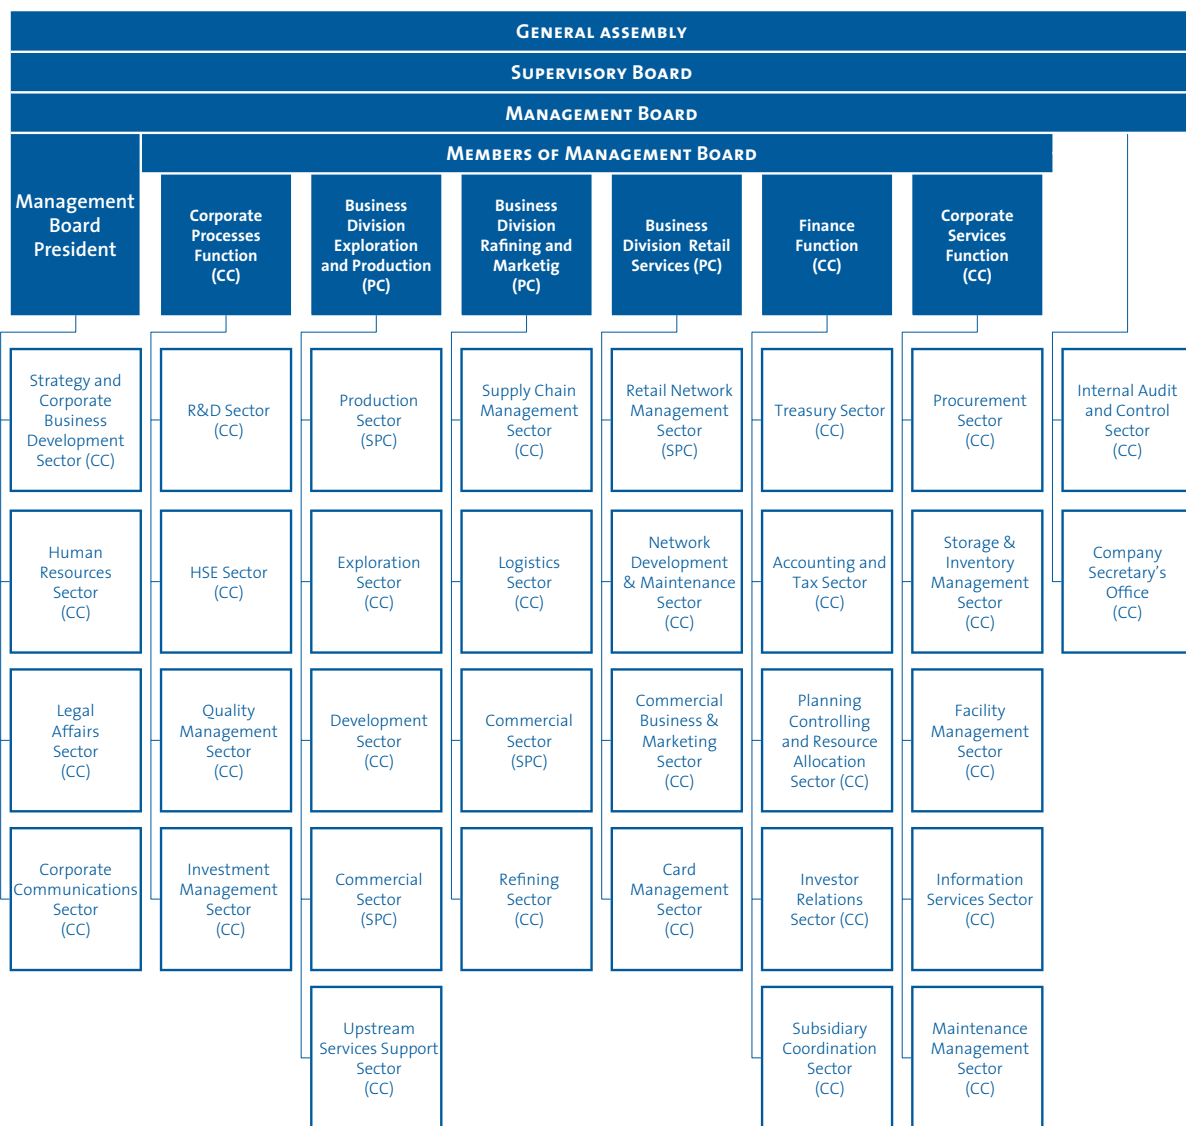 GENERAL ASSEMBLY
SUPERVISORY BOARD
MANAGEMENT BOARD
MEMBERS OF MANAGEMENT BOARD
Management
Board
President
Corporate
Processes
Function
(CC)
Business
Division
Exploration
and Production
(PC)
Business
Division
Rafining and
Marketig
(PC)
Business
Division Retail
Services (PC)
Finance
Function
(CC)
Corporate
Services
Function
(CC)
Strategy and
Corporate
Business
Development
Sector (CC)
R&D Sector
(CC)
Production
Sector
(SPC)
Supply Chain
Management
Sector
(CC)
Retail Network
Management
Sector
(SPC)
Treasury Sector
(CC)
Procurement
Sector
(CC)
Internal Audit
and Control
Sector
(CC)
Human
Resources
Sector
(CC)
HSE Sector
(CC)
Exploration
Sector
(CC)
Logistics
Sector
(CC)
Network
Development
& Maintenance
Sector
(CC)
Accounting and
Tax Sector
(CC)
Storage &
Inventory
Management
Sector
(CC)
Company
Secretary's
Office
(CC)
Legal
Affairs
Sector
(CC)
Quality
Management
Sector
(CC)
Development
Sector
(CC)
Commercial
Sector
(SPC)
Commercial
Business &
Marketing
Sector
(CC)
Planning
Controlling
and Resource
Allocation
Sector (CC)
Facility
Management
Sector
(CC)
Corporate
Communications
Sector
(CC)
Investment
Management
Sector
(CC)
Commercial
Sector
(SPC)
Refining
Sector
(CC)
Card
Management
Sector
(CC)
Investor
Relations
Sector (CC)
Information
Services Sector
(CC)
Upstream
Services Support
Sector
(CC)
Subsidiary
Coordination
Sector
(CC)
Maintenance
Management
Sector
(CC)